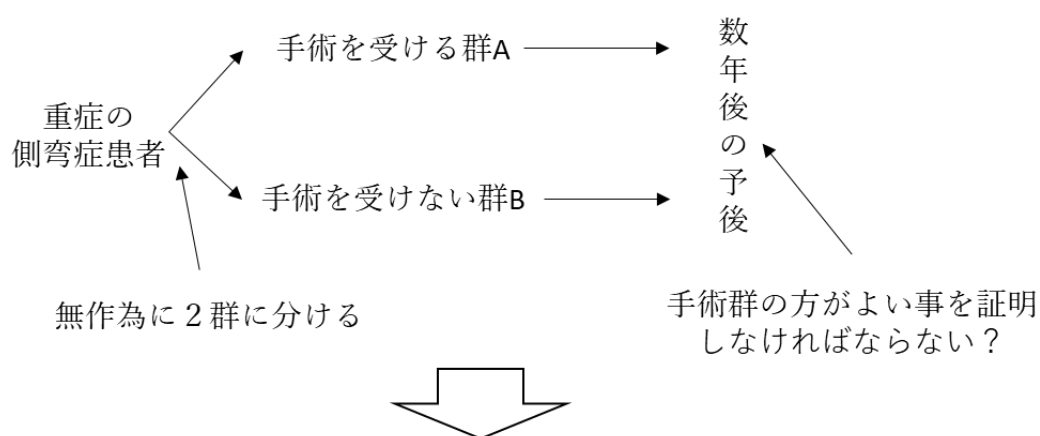 手術を受ける群A
重症の
側弯症患者
手術を受けない群B
数年後の予後
無作為に２群に分ける
手術群の方がよい事を証明
しなければならない？